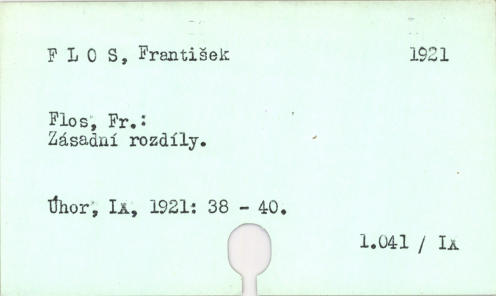 F L O S, František 1921
Flos, Fr.:
Zásadní rozdíly.
Úhor, IX, 1921: 38 - 40.
1.041 / IX